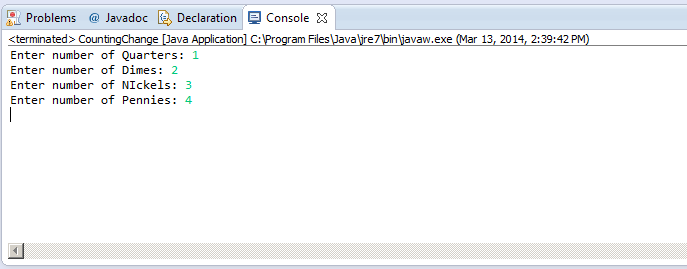 Problems @ Javadoc Declaration Console
<terminated> CountingChange [Java Application] C:\Program Files\Java\jre7\bin\javaw.exe (Mar 13, 2014, 2:39:42 PM)
Enter number of Quarters: 1
Enter number of Dimes: 2
Enter number of NIckels: 3
Enter number of Pennies: 4